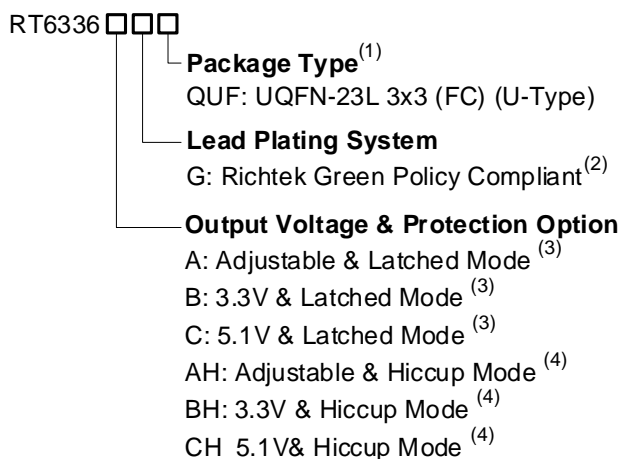 RT6336□□□
Package Type(1)
QUF: UQFN-23L 3x3 (FC) (U-Type)
Lead Plating System
G: Richtek Green Policy Compliant(2)
Output Voltage & Protection Option
A: Adjustable & Latched Mode (3)
B: 3.3V & Latched Mode (3)
C: 5.1V & Latched Mode (3)
AH: Adjustable & Hiccup Mode (4)
BH: 3.3V & Hiccup Mode (4)
CH 5.1V& Hiccup Mode (4)